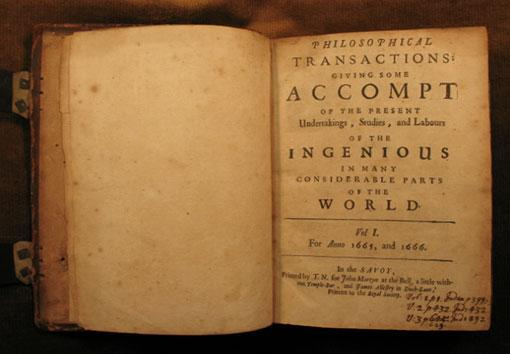 PHILOSOPHICAL
TRANSACTIONS:
GIVING SOME
ACCOMPT
OF THE PRESENT
Undertakings, Studies, and Labours
OF THE
INGENIOUS
IN MANY
CONSIDERABLE PARTS
OF THE
WORLD.
Vol I.
For Anno 1665, and 1666.
In the SAVOY,
Printed by T. N. for John Martyn at the Bell, a little with-
out Temple-Bar, and James Allestry in Duck-Lane,
Printers to the Royal Society.